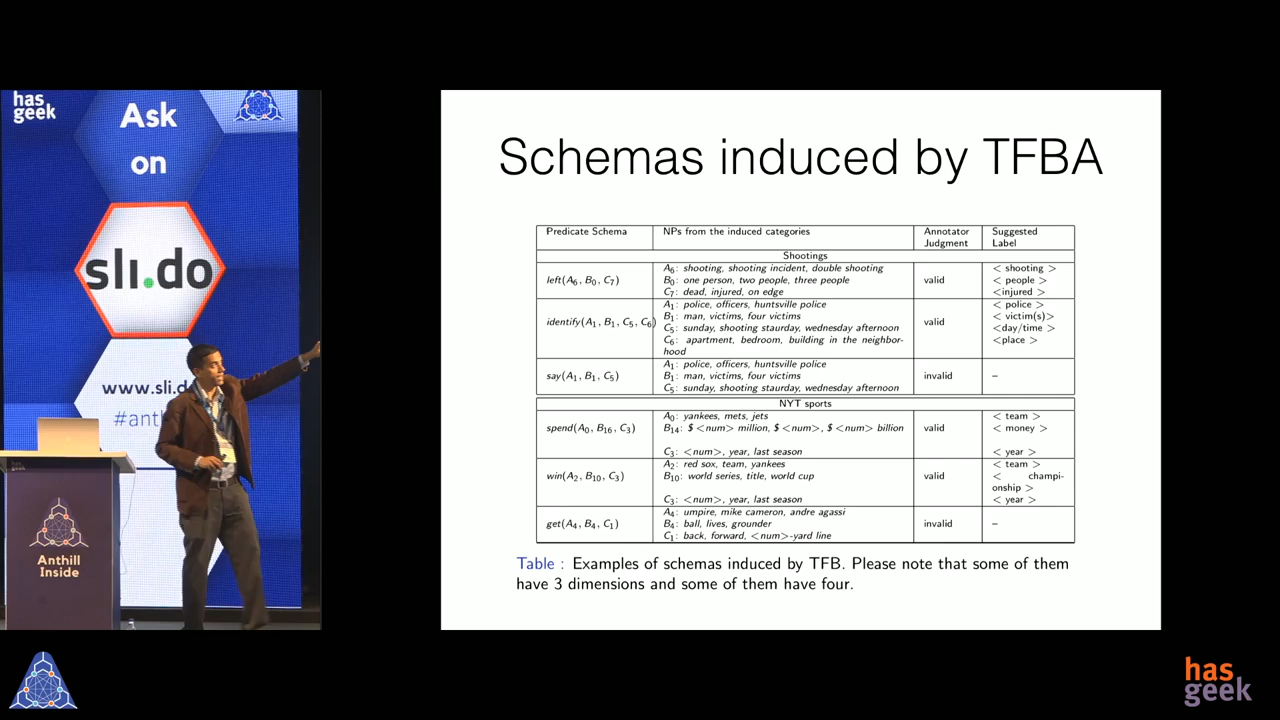 has
geek
Ask
on
sli.do
www.sli.d
#anth
Anthill
Inside
Schemas induced by TFBA
Predicate Schema NPs from the induced categories Annotator Judgment Suggested Label
Shootings
left(A6, B0, C7) A6: shooting, shooting incident, double shooting valid < shooting >
B0: one person, two people, three people < people >
C7: dead, injured, on edge <injured >
identify(A1, B1, C5, C6) A1: police, officers, huntsville police valid < police >
B1: man, victims, four victims < victim(s)>
C5: sunday, shooting staurday, wednesday afternoon <day/time >
C6: apartment, bedroom, building in the neighbor- <place >
hood
say(A1, B1, C5) A1: police, officers, huntsville police invalid –
B1: man, victims, four victims
C5: sunday, shooting staurday, wednesday afternoon
NYT sports
spend(A0, B16, C3) A0: yankees, mets, jets valid < team >
B14: $ <num> million, $ <num>, $ <num> billion < money >
C3: <num>, year, last season < year >
win(A2, B10, C3) A2: red sox, team, yankees valid < team >
B10: world series, title, world cup < champi-
onship >
C3: <num>, year, last season < year >
get(A4, B4, C1) A4: umpire, mike cameron, andre agassi invalid –
B4: ball, lives, grounder
C1: back, forward, <num>-yard line
Table : Examples of schemas induced by TFB. Please note that some of them
have 3 dimensions and some of them have four.
has
geek